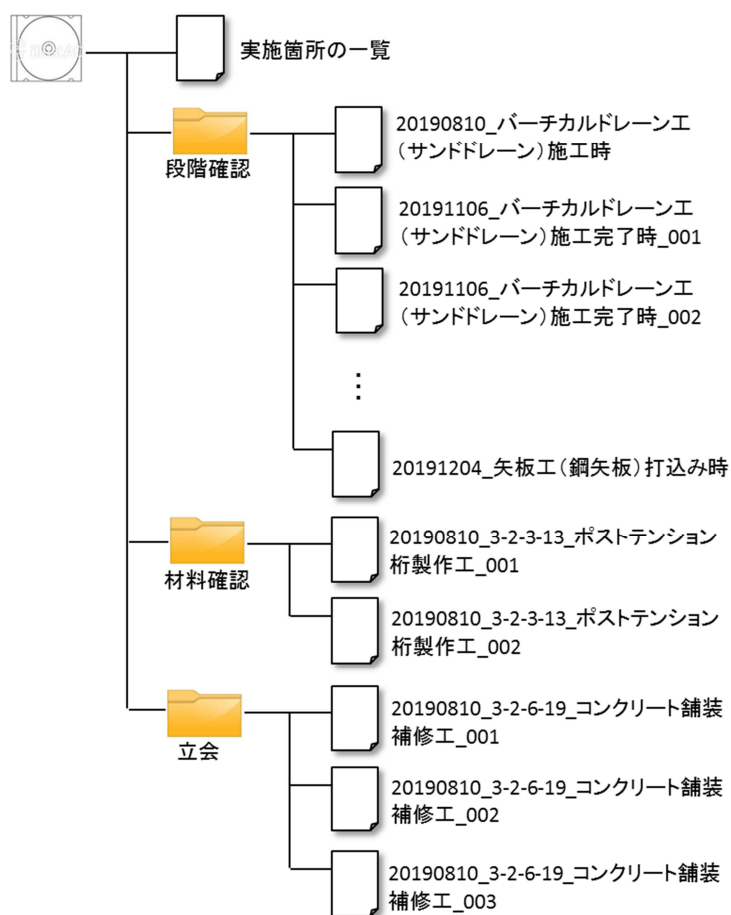 実施箇所の一覧
段階確認
20190810_バーチカルドレーン工
（サンドドレーン）施工時
20191106_バーチカルドレーン工
（サンドドレーン）施工完了時_001
20191106_バーチカルドレーン工
（サンドドレーン）施工完了時_002
⋮
20191204_矢板工（鋼矢板）打込み時
材料確認
20190810_3-2-3-13_ポストテンション
桁製作工_001
20190810_3-2-3-13_ポストテンション
桁製作工_002
立会
20190810_3-2-6-19_コンクリート舗装
補修工_001
20190810_3-2-6-19_コンクリート舗装
補修工_002
20190810_3-2-6-19_コンクリート舗装
補修工_003